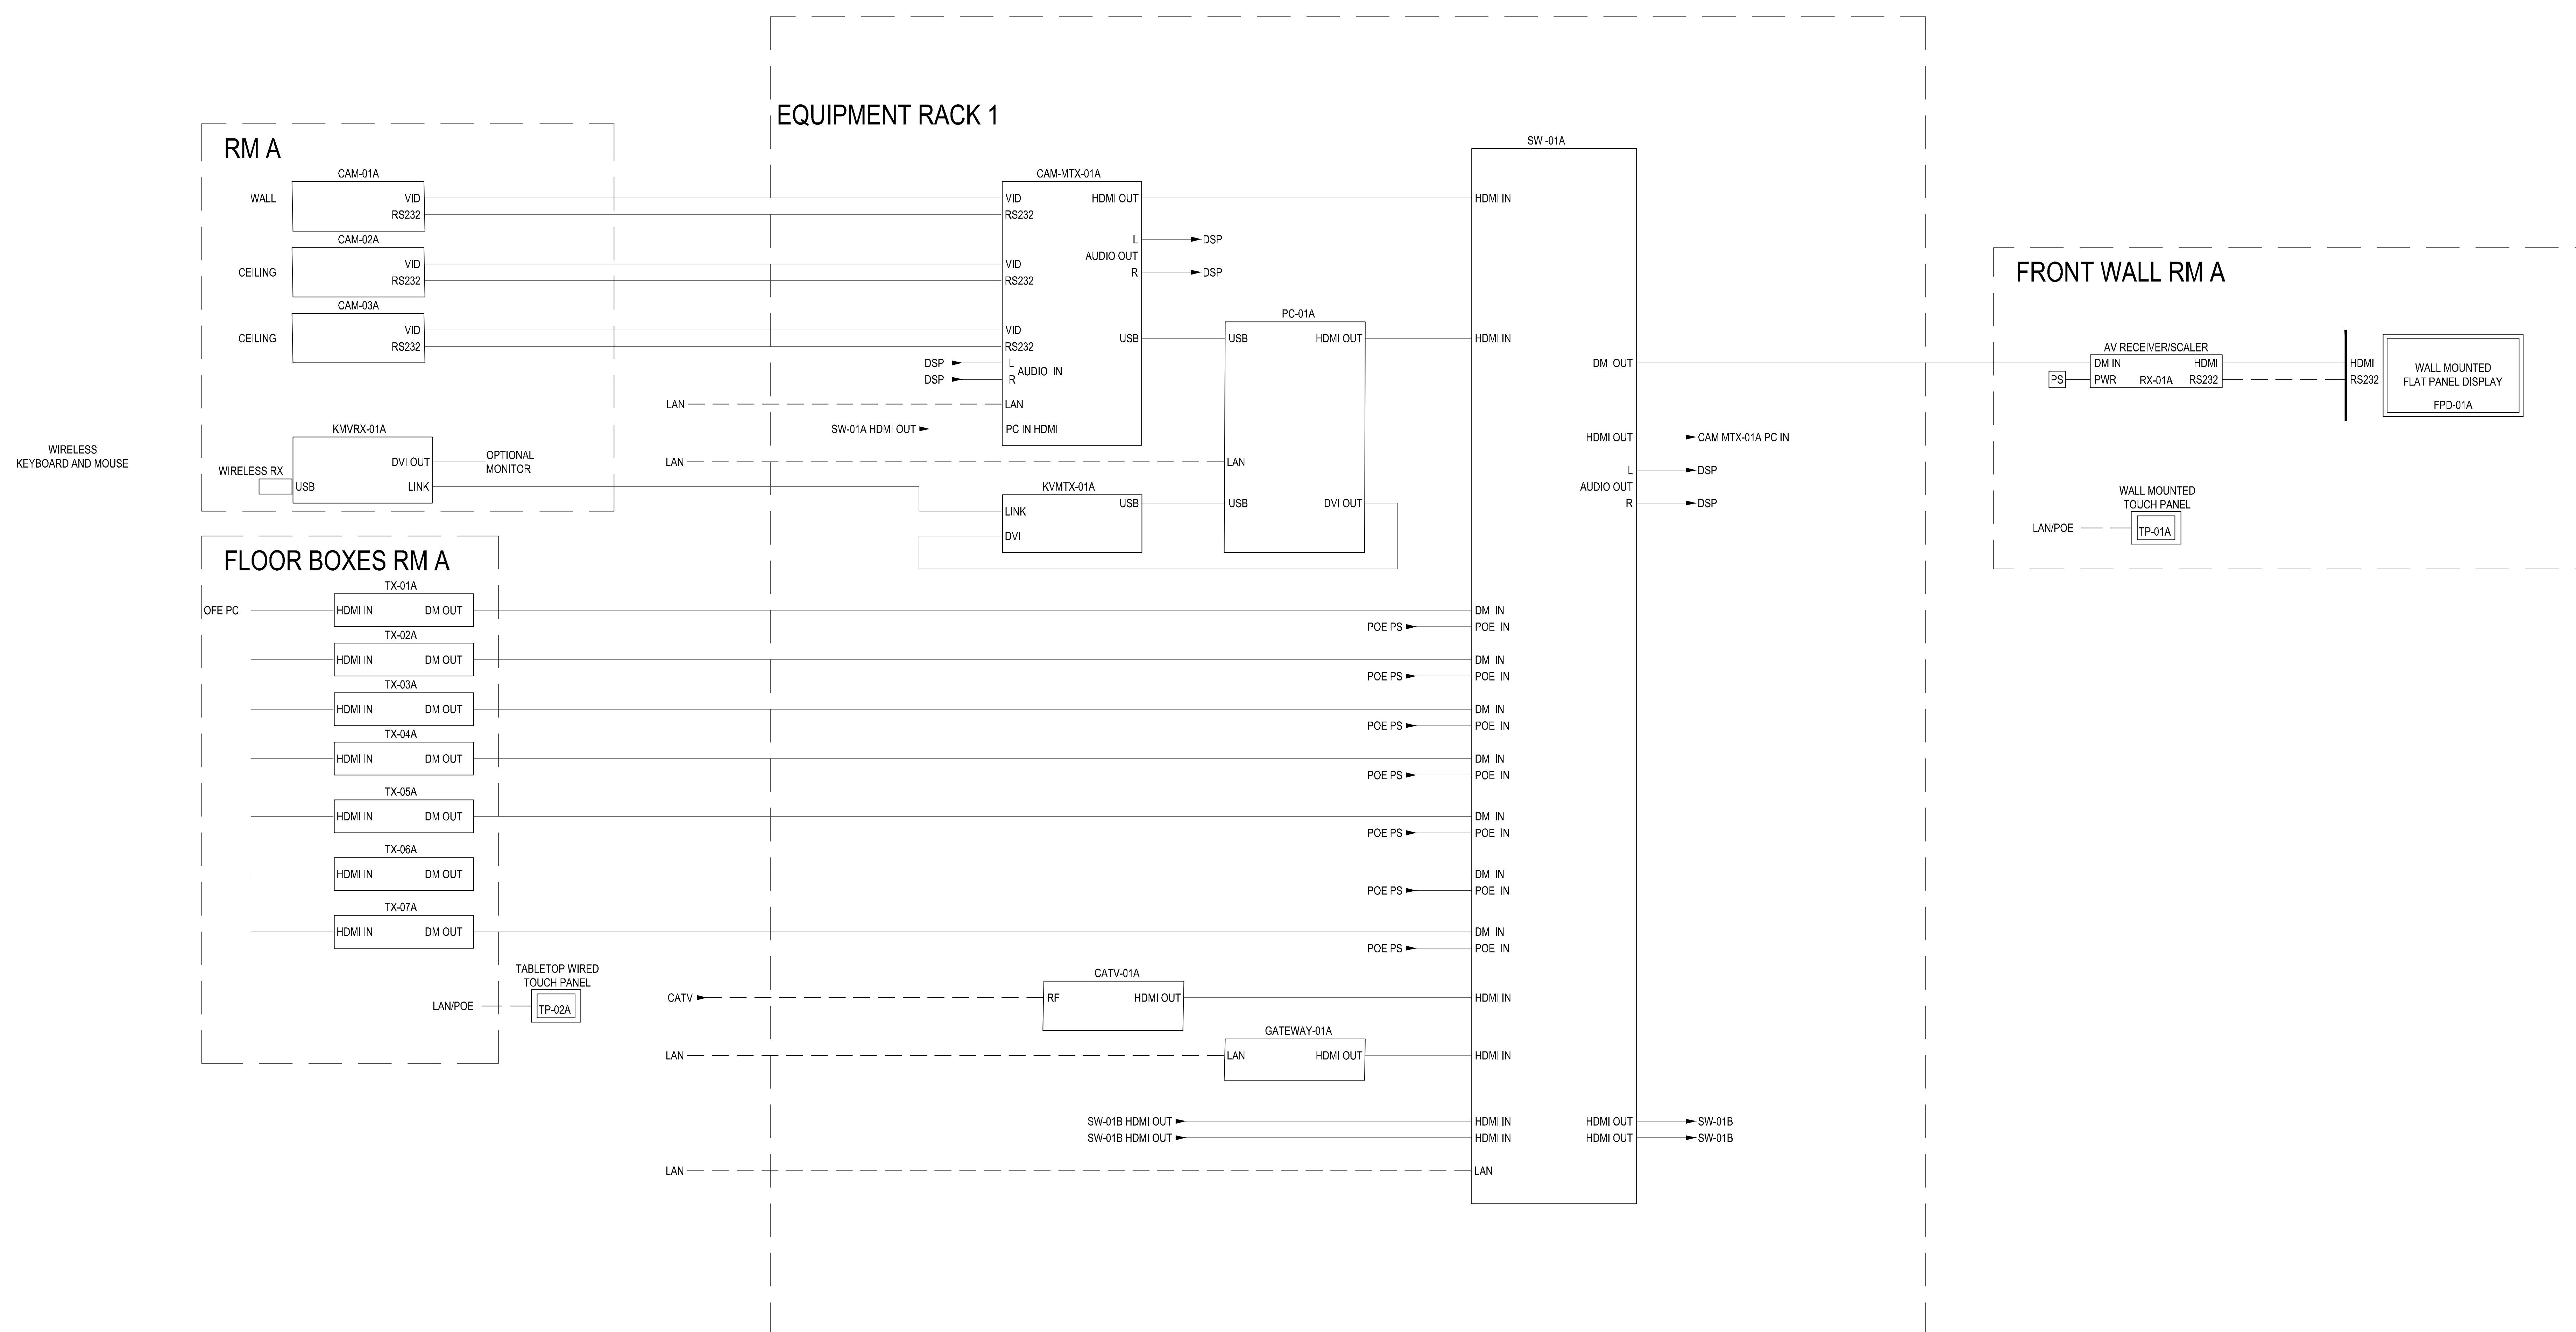 EQUIPMENT RACK 1
RM A
CAM-01A
WALL
VID
RS232
CAM-02A
CEILING
VID
RS232
CAM-03A
CEILING
VID
RS232
WIRELESS
KEYBOARD AND MOUSE
KMVRX-01A
WIRELESS RX
USB
DVI OUT
LINK
OPTIONAL
MONITOR
FLOOR BOXES RM A
OFE PC
TX-01A
HDMI IN DM OUT
TX-02A
HDMI IN DM OUT
TX-03A
HDMI IN DM OUT
TX-04A
HDMI IN DM OUT
TX-05A
HDMI IN DM OUT
TX-06A
HDMI IN DM OUT
TX-07A
HDMI IN DM OUT
TABLETOP WIRED
TOUCH PANEL
LAN/POE
TP-02A
CAM-MTX-01A
VID HDMI OUT
RS232
L DSP
AUDIO OUT
R DSP
VID
RS232
VID USB
RS232
DSP L
AUDIO IN
DSP R
LAN LAN
SW-01A HDMI OUT PC IN HDMI
PC-01A
USB HDMI OUT
LAN LAN
USB DVI OUT
KVMTX-01A
LINK USB
DVI
SW -01A
HDMI IN
HDMI IN
DM OUT
HDMI OUT CAM MTX-01A PC IN
L DSP
AUDIO OUT
R DSP
DM IN
POE PS POE IN
DM IN
POE PS POE IN
DM IN
POE PS POE IN
DM IN
POE PS POE IN
DM IN
POE PS POE IN
DM IN
POE PS POE IN
DM IN
POE PS POE IN
CATV-01A
CATV RF HDMI OUT HDMI IN
GATEWAY-01A
LAN LAN HDMI OUT HDMI IN
SW-01B HDMI OUT HDMI IN HDMI OUT SW-01B
SW-01B HDMI OUT HDMI IN HDMI OUT SW-01B
LAN LAN
FRONT WALL RM A
AV RECEIVER/SCALER
DM IN HDMI
PS PWR RX-01A RS232
HDMI
RS232
WALL MOUNTED
FLAT PANEL DISPLAY
FPD-01A
WALL MOUNTED
TOUCH PANEL
LAN/POE
TP-01A